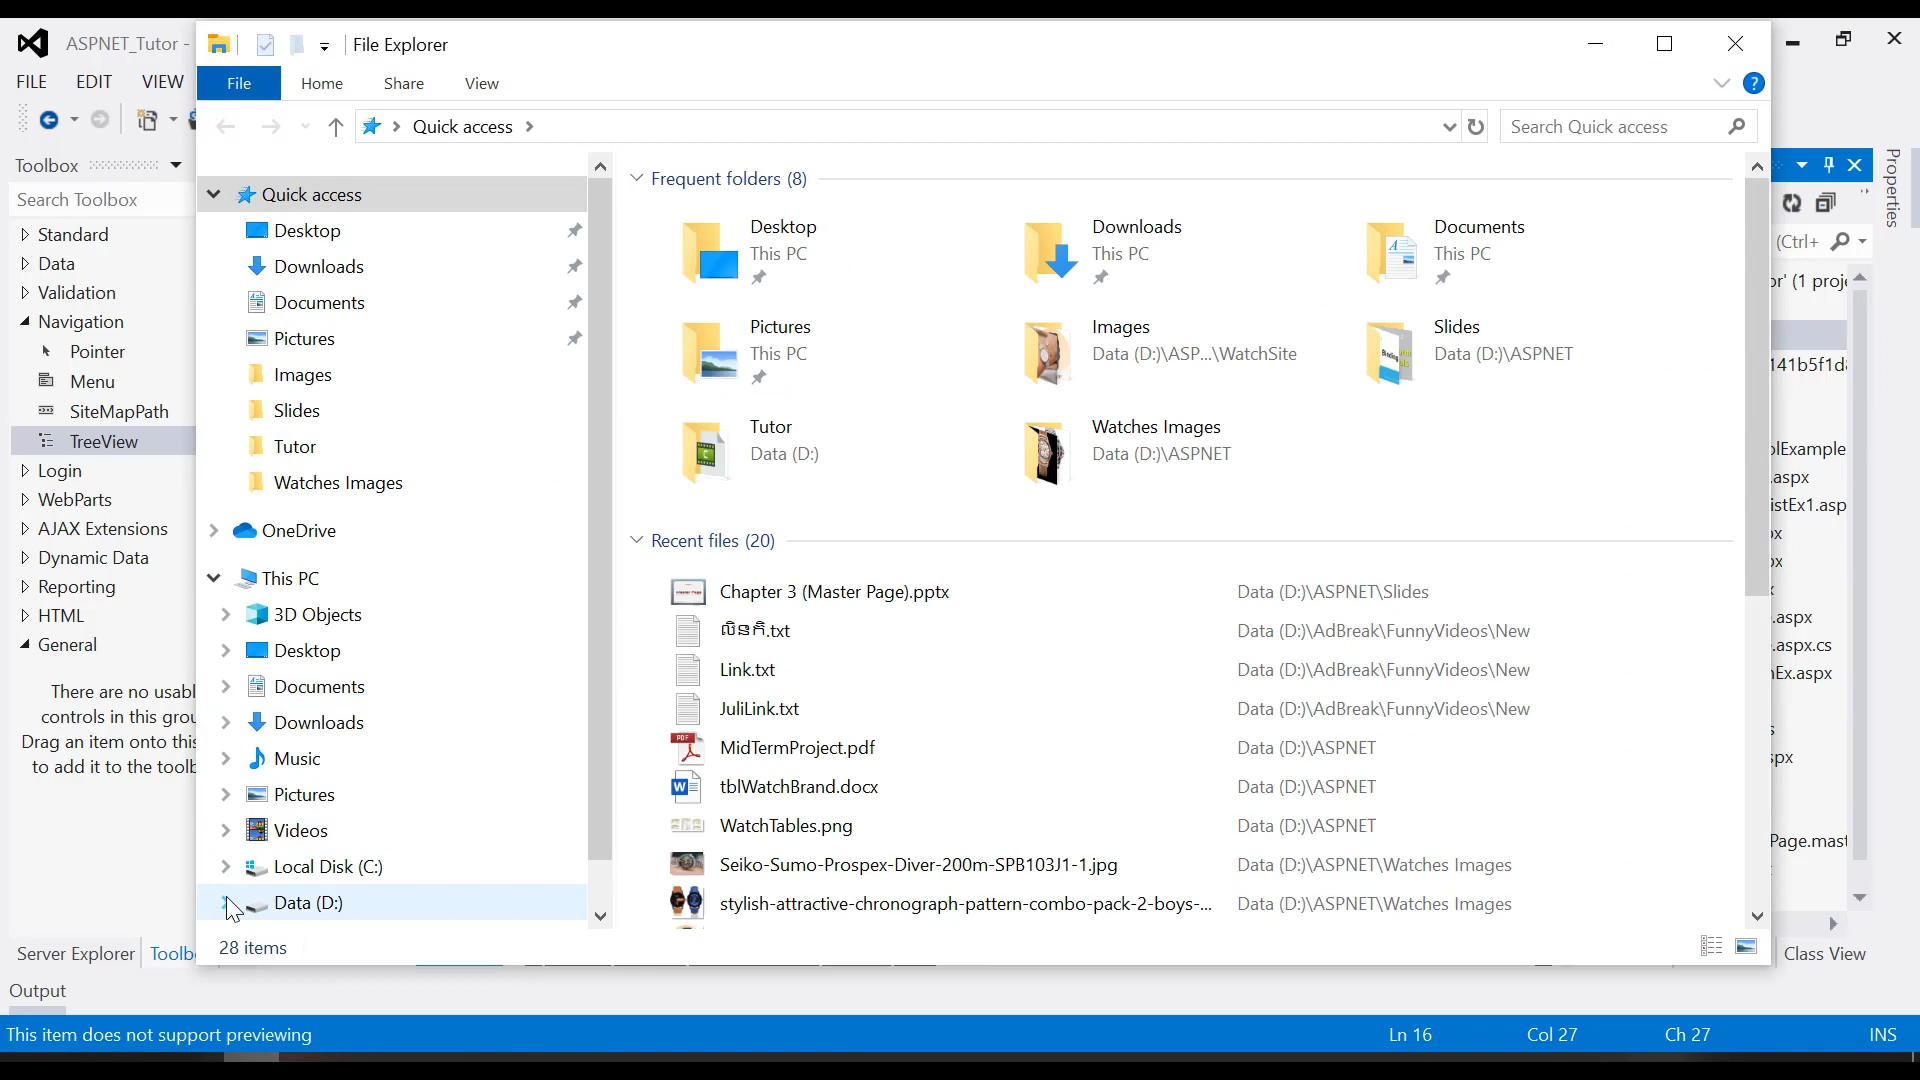 ASPNET_Tutor -
File Explorer
FILE EDIT VIEW
File Home Share View
Quick access
Search Quick access
Toolbox
Search Toolbox
Standard
Data
Validation
Navigation
Pointer
Menu
SiteMapPath
TreeView
Login
WebParts
AJAX Extensions
Dynamic Data
Reporting
HTML
General
There are no usabl
controls in this grou
Drag an item onto this
to add it to the toolb
Server Explorer
Toolb
Output
Quick access
Desktop
Downloads
Documents
Pictures
Images
Slides
Tutor
Watches Images
OneDrive
This PC
3D Objects
Desktop
Documents
Downloads
Music
Pictures
Videos
Local Disk (C:)
Data (D:)
28 items
Frequent folders (8)
Desktop
This PC
Downloads
This PC
Documents
This PC
Pictures
This PC
Images
Data (D:)\ASP...\WatchSite
Slides
Data (D:)\ASPNET
Tutor
Data (D:)
Watches Images
Data (D:)\ASPNET
Recent files (20)
Chapter 3 (Master Page).pptx Data (D:)\ASPNET\Slides
លិនកិ.txt Data (D:)\AdBreak\FunnyVideos\New
Link.txt Data (D:)\AdBreak\FunnyVideos\New
JuliLink.txt Data (D:)\AdBreak\FunnyVideos\New
MidTermProject.pdf Data (D:)\ASPNET
tblWatchBrand.docx Data (D:)\ASPNET
WatchTables.png Data (D:)\ASPNET
Seiko-Sumo-Prospex-Diver-200m-SPB103J1-1.jpg Data (D:)\ASPNET\Watches Images
stylish-attractive-chronograph-pattern-combo-pack-2-boys-... Data (D:)\ASPNET\Watches Images
Properties
(Ctrl+
or' (1 proje
141b5f1d
olExample
.aspx
istEx1.asp
x
x
.aspx
.aspx.cs
Ex.aspx
s
px
Page.mast
Class View
This item does not support previewing
Ln 16 Col 27 Ch 27 INS